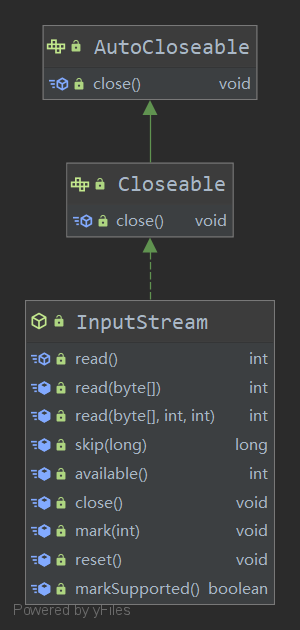 AutoCloseable
close() void
Closeable
close() void
InputStream
read() int
read(byte[]) int
read(byte[], int, int) int
skip(long) long
available() int
close() void
mark(int) void
reset() void
markSupported() boolean
Powered by yFiles